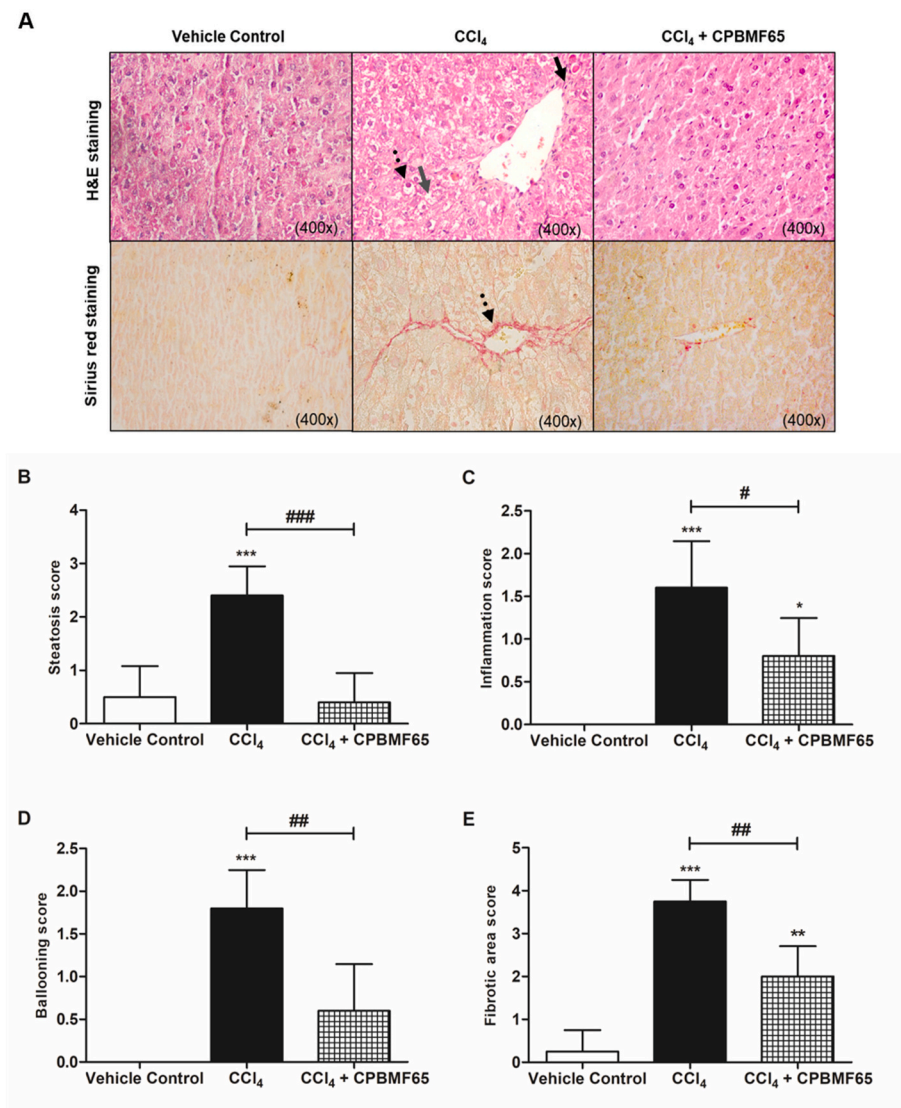 A
Vehicle Control
CCl₄
CCl₄ + CPBMF65
H&E staining
(400x)
(400x)
(400x)
Sirius red staining
(400x)
(400x)
(400x)
B
Steatosis score
4
3
2
1
0
***
###
Vehicle Control
CCl₄
CCl₄ + CPBMF65
C
Inflammation score
2.5
2.0
1.5
1.0
0.5
0.0
***
#
*
Vehicle Control
CCl₄
CCl₄ + CPBMF65
D
Ballooning score
2.5
2.0
1.5
1.0
0.5
0.0
***
##
Vehicle Control
CCl₄
CCl₄ + CPBMF65
E
Fibrotic area score
5
4
3
2
1
0
***
##
**
Vehicle Control
CCl₄
CCl₄ + CPBMF65